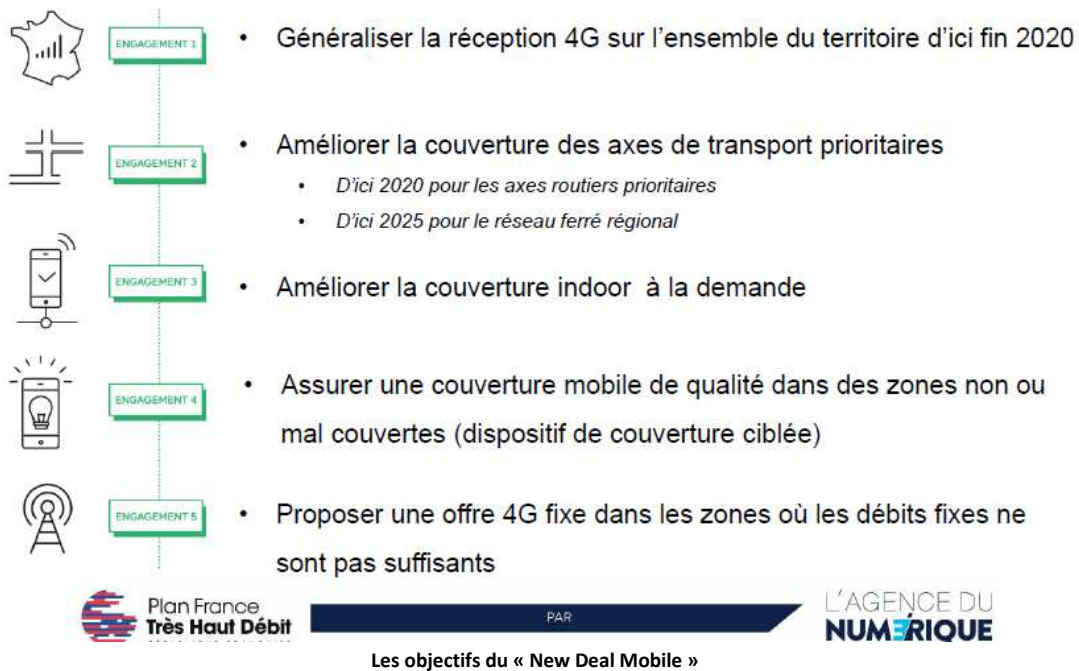 ENGAGEMENT 1
• Généraliser la réception 4G sur l'ensemble du territoire d'ici fin 2020
ENGAGEMENT 2
• Améliorer la couverture des axes de transport prioritaires
• D'ici 2020 pour les axes routiers prioritaires
• D'ici 2025 pour le réseau ferré régional
ENGAGEMENT 3
• Améliorer la couverture indoor à la demande
ENGAGEMENT 4
• Assurer une couverture mobile de qualité dans des zones non ou
mal couvertes (dispositif de couverture ciblée)
ENGAGEMENT 5
• Proposer une offre 4G fixe dans les zones où les débits fixes ne
sont pas suffisants
Plan France
Très Haut Débit
PAR
L'AGENCE DU
NUMERIQUE
Les objectifs du « New Deal Mobile »